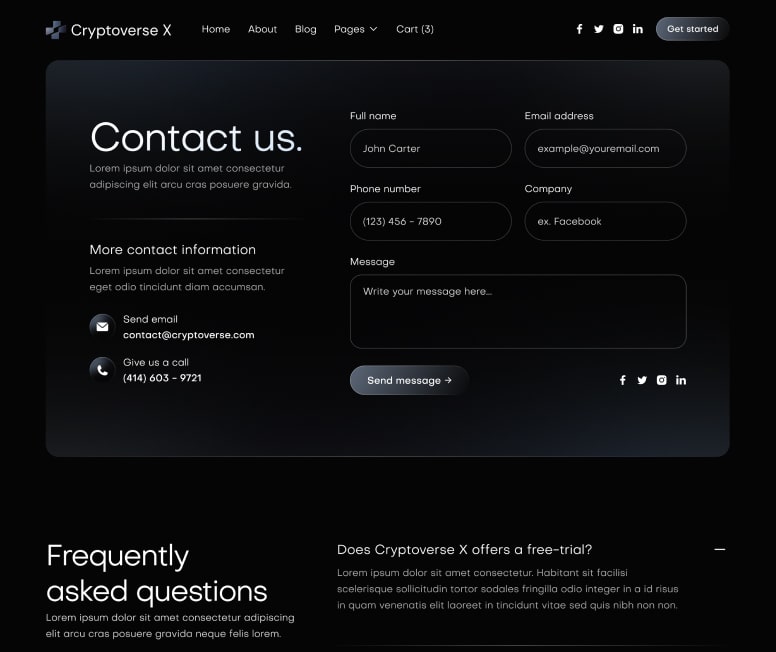 Cryptoverse X
Home
About
Blog
Pages
Cart (3)
Get started
Contact us.
Lorem ipsum dolor sit amet consectetur
adipiscing elit arcu cras posuere gravida.
More contact information
Lorem ipsum dolor sit amet consectetur
eget odio tincidunt diam accumsan.
Send email
contact@cryptoverse.com
Give us a call
(414) 603 - 9721
Full name
John Carter
Email address
example@youremail.com
Phone number
(123) 456 - 7890
Company
ex. Facebook
Message
Write your message here...
Send message →
Frequently
asked questions
Lorem ipsum dolor sit amet consectetur adipiscing
elit arcu cras posuere gravida neque felis lorem.
Does Cryptoverse X offers a free-trial?
Lorem ipsum dolor sit amet consectetur. Habitant sit facilisi
scelerisque sollicitudin tortor sodales fringilla odio integer in a id risus
in quam venenatis elit laoreet in tincidunt vitae sed quis nibh non non.